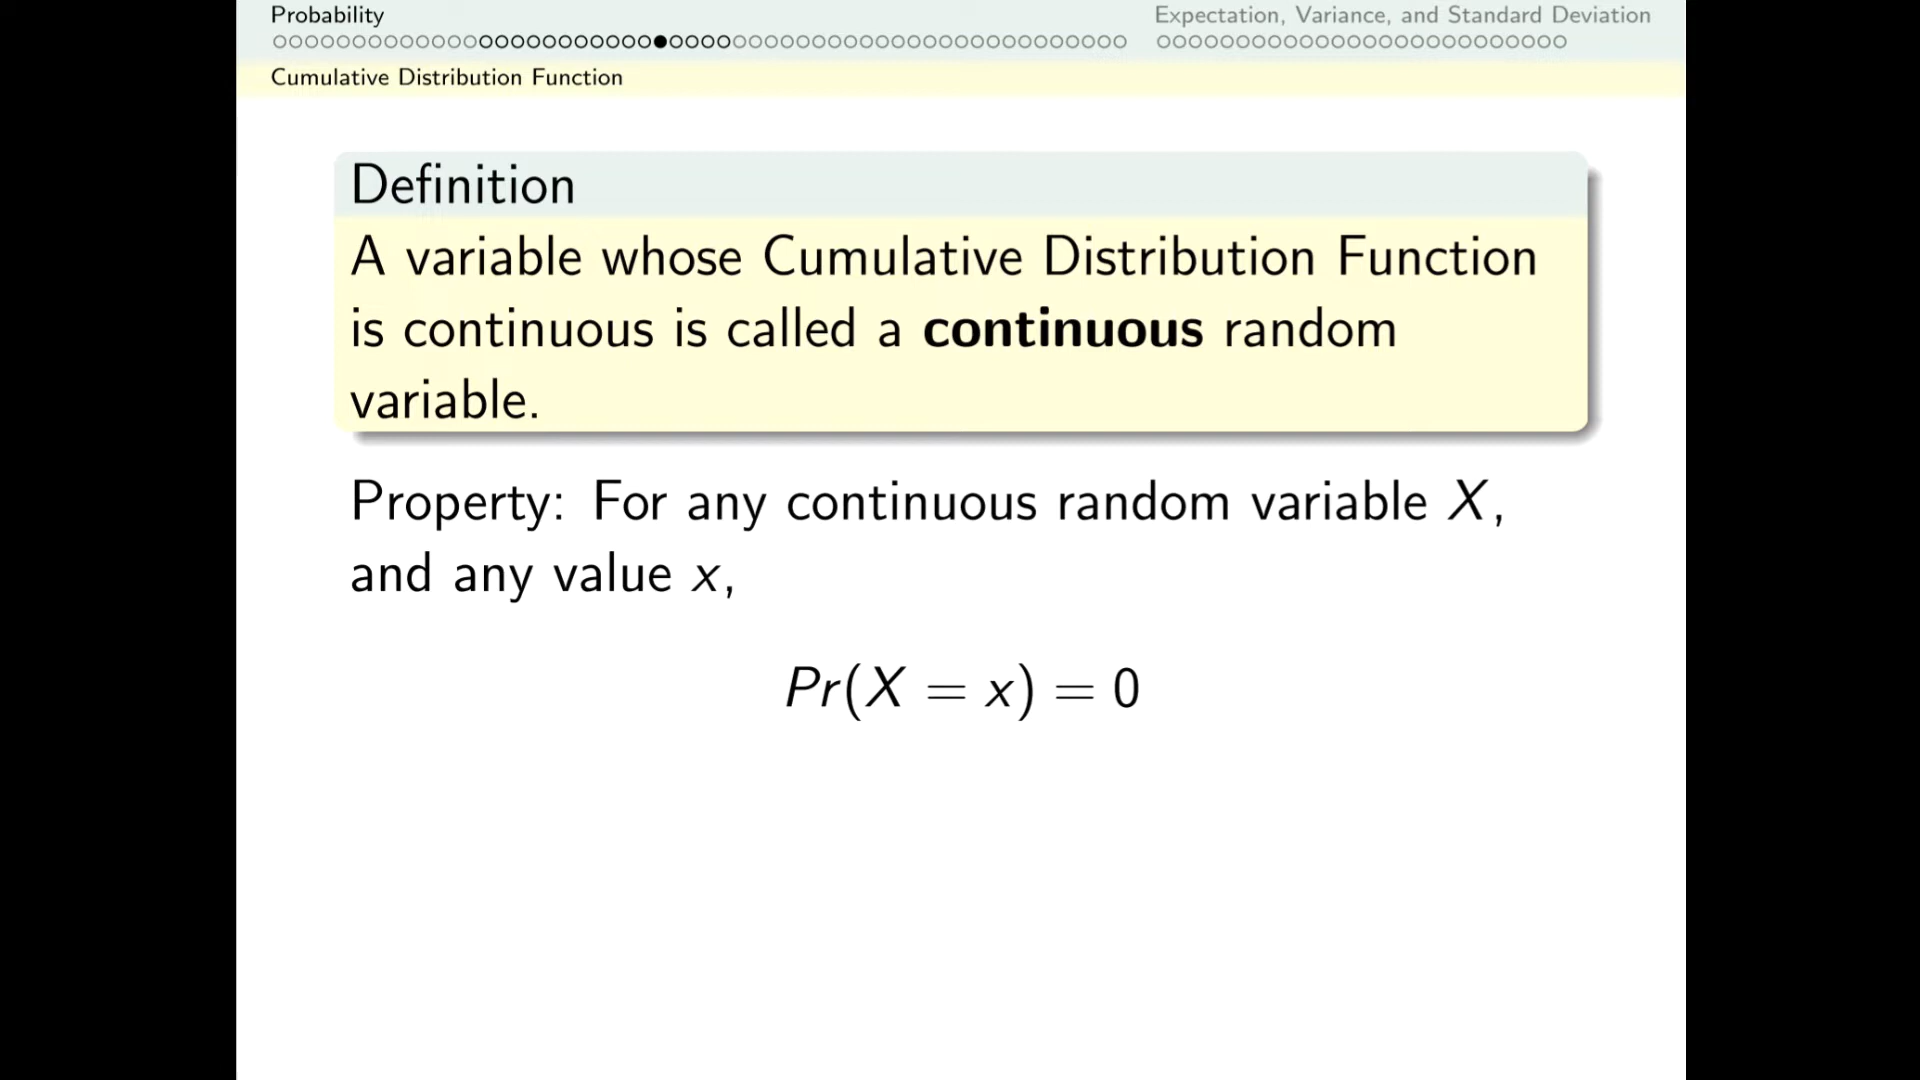 Probability
Expectation, Variance, and Standard Deviation
Cumulative Distribution Function
Definition
A variable whose Cumulative Distribution Function
is continuous is called a continuous random
variable.
Property: For any continuous random variable X,
and any value x,
Pr(X = x) = 0